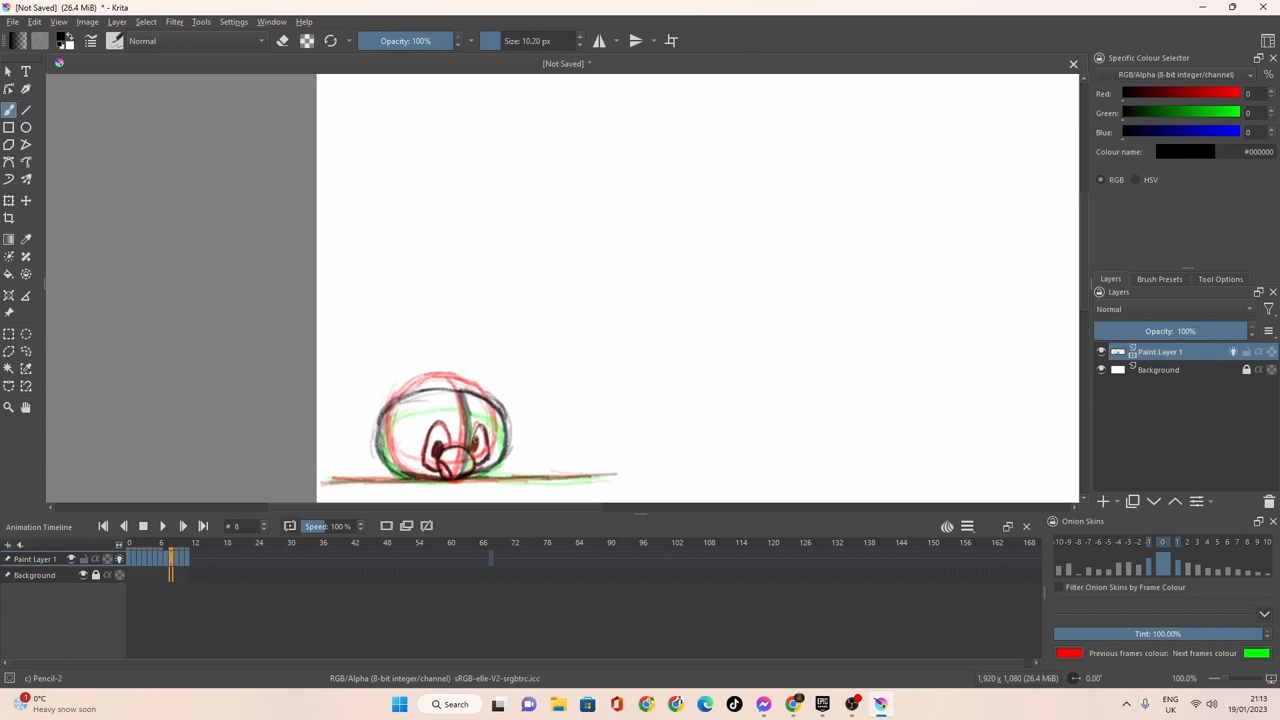 [Not Saved] (26.4 MiB) * - Krita
File Edit View Image Layer Select Filter Tools Settings Window Help
Normal
Opacity: 100%
Size: 10.20 px
[Not Saved] *
Specific Colour Selector
RGB/Alpha (8-bit integer/channel)
%
Red: 0
Green: 0
Blue: 0
Colour name: #000000
RGB HSV
Layers Brush Presets Tool Options
Layers
Normal
Opacity: 100%
Paint Layer 1
Background
Animation Timeline
# 8
Speed: 100 %
0 6 12 18 24 30 36 42 48 54 60 66 72 78 84 90 96 102 108 114 120 126 132 138 144 150 156 162 168
Paint Layer 1
Background
Onion Skins
-10 -9 -8 -7 -6 -5 -4 -3 -2 -1 0 1 2 3 4 5 6 7 8 9 10
Filter Onion Skins by Frame Colour
Tint: 100.00%
Previous frames colour: Next frames colour:
c) Pencil-2
RGB/Alpha (8-bit integer/channel) sRGB-elle-V2-srgbtrc.icc
1,920 x 1,080 (26.4 MiB)
0.00°
100.0%
1
0°C
Heavy snow soon
Search
ENG
UK
21:13
19/01/2023